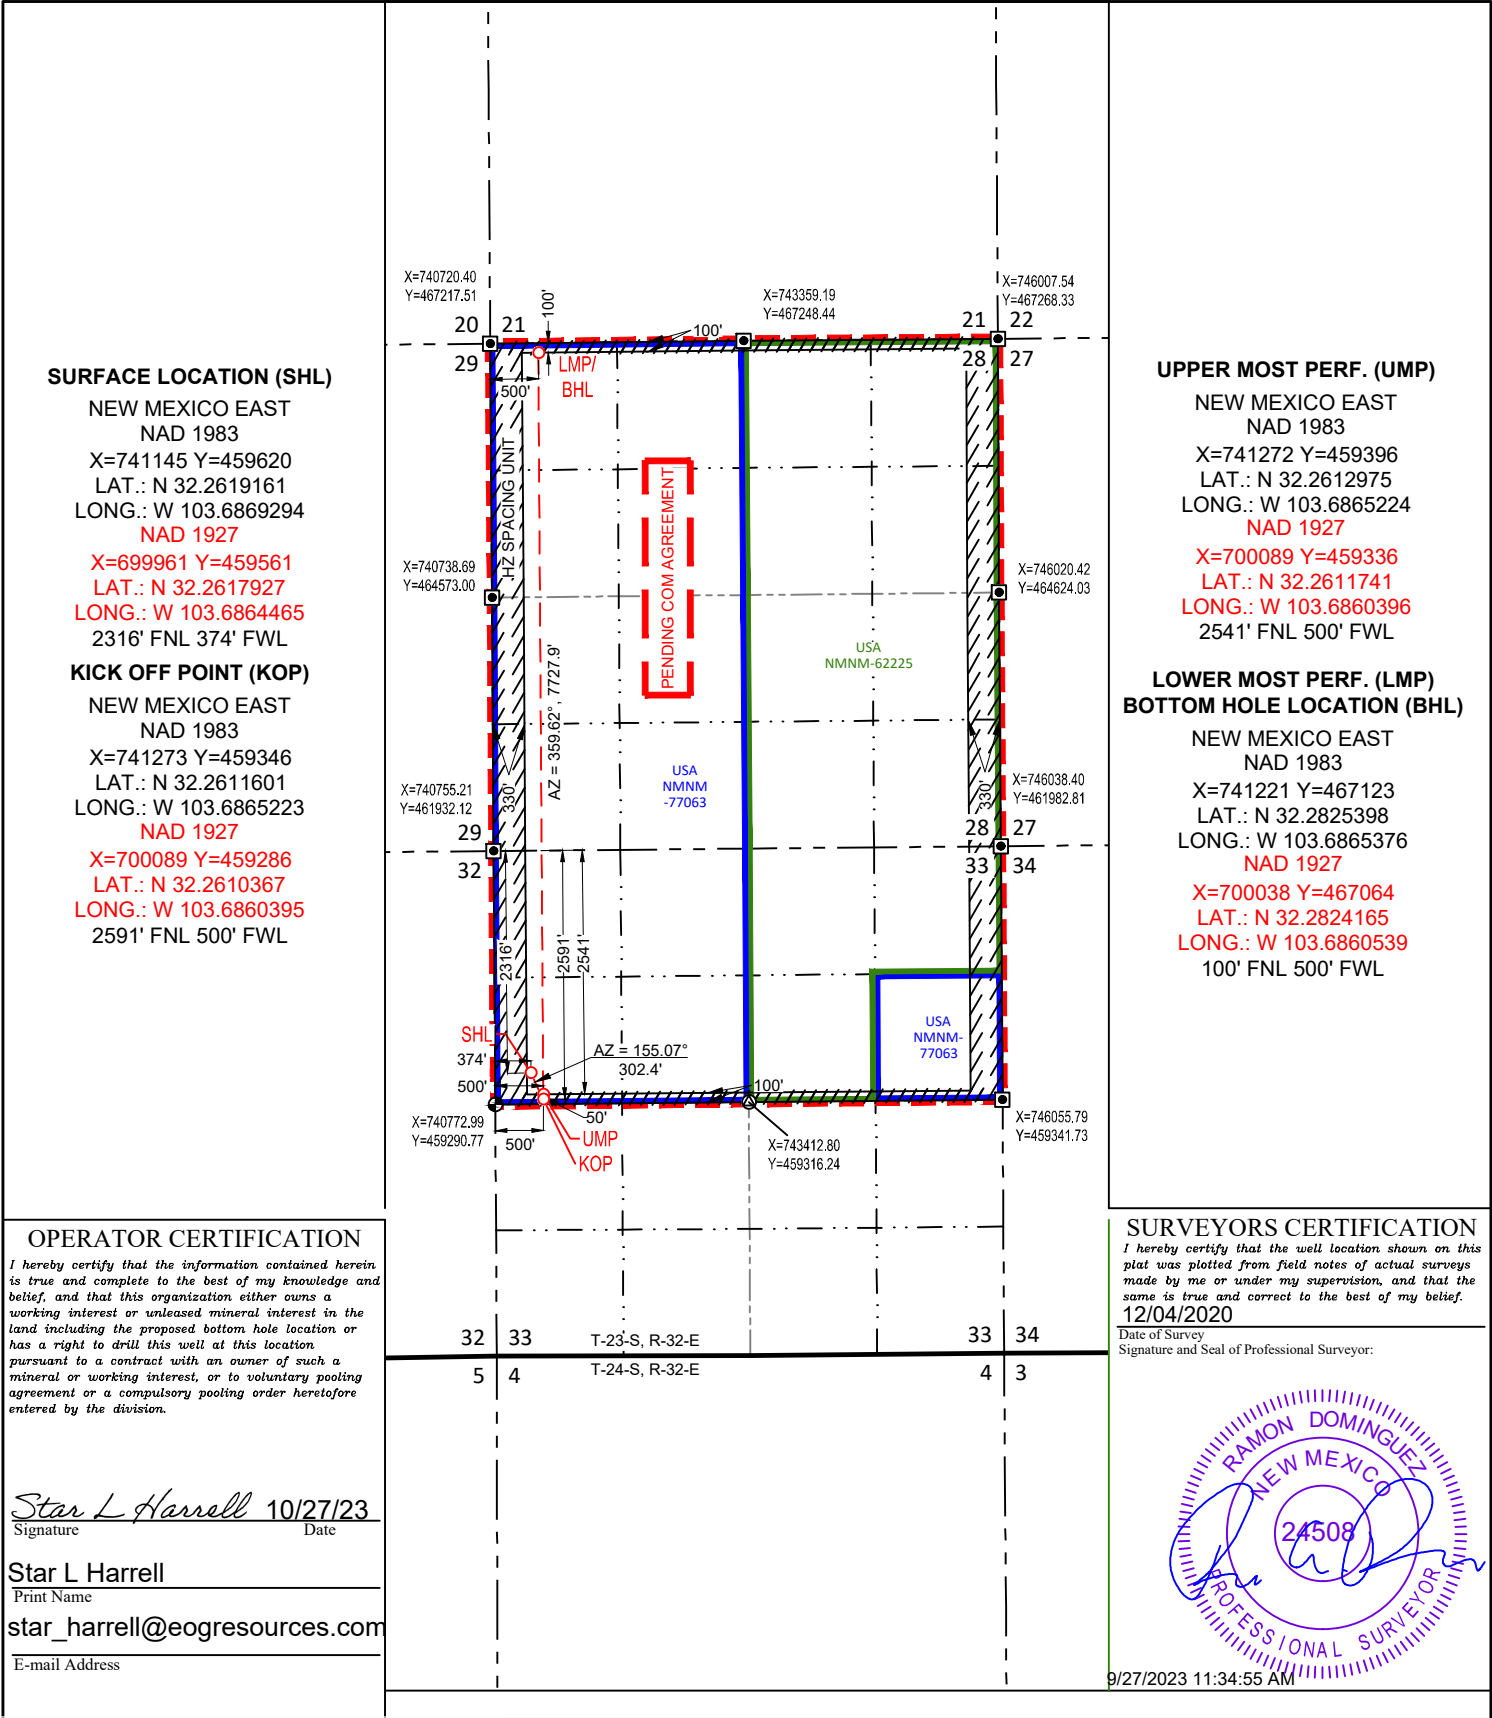 SURFACE LOCATION (SHL)
NEW MEXICO EAST
NAD 1983
X=741145 Y=459620
LAT.: N 32.2619161
LONG.: W 103.6869294
NAD 1927
X=699961 Y=459561
LAT.: N 32.2617927
LONG.: W 103.6864465
2316' FNL 374' FWL
KICK OFF POINT (KOP)
NEW MEXICO EAST
NAD 1983
X=741273 Y=459346
LAT.: N 32.2611601
LONG.: W 103.6865223
NAD 1927
X=700089 Y=459286
LAT.: N 32.2610367
LONG.: W 103.6860395
2591' FNL 500' FWL
X=740720.40
Y=467217.51
X=743359.19
Y=467248.44
X=746007.54
Y=467268.33
20 21
29
21 22
28 27
100'
100'
500'
LMP/
BHL
HZ SPACING UNIT
PENDING COM AGREEMENT
X=740738.69
Y=464573.00
X=746020.42
Y=464624.03
USA
NMNM-62225
AZ = 359.62°, 7727.9'
USA
NMNM
-77063
330'
330'
X=740755.21
Y=461932.12
X=746038.40
Y=461982.81
29
32
28 27
33 34
2316'
2591'
2541'
SHL
374'
500'
AZ = 155.07°
302.4'
USA
NMNM-
77063
100'
50'
500'
UMP
KOP
X=740772.99
Y=459290.77
X=743412.80
Y=459316.24
X=746055.79
Y=459341.73
32 33
T-23-S, R-32-E
33 34
5 4
T-24-S, R-32-E
4 3
UPPER MOST PERF. (UMP)
NEW MEXICO EAST
NAD 1983
X=741272 Y=459396
LAT.: N 32.2612975
LONG.: W 103.6865224
NAD 1927
X=700089 Y=459336
LAT.: N 32.2611741
LONG.: W 103.6860396
2541' FNL 500' FWL
LOWER MOST PERF. (LMP)
BOTTOM HOLE LOCATION (BHL)
NEW MEXICO EAST
NAD 1983
X=741221 Y=467123
LAT.: N 32.2825398
LONG.: W 103.6865376
NAD 1927
X=700038 Y=467064
LAT.: N 32.2824165
LONG.: W 103.6860539
100' FNL 500' FWL
OPERATOR CERTIFICATION
I hereby certify that the information contained herein
is true and complete to the best of my knowledge and
belief, and that this organization either owns a
working interest or unleased mineral interest in the
land including the proposed bottom hole location or
has a right to drill this well at this location
pursuant to a contract with an owner of such a
mineral or working interest, or to voluntary pooling
agreement or a compulsory pooling order heretofore
entered by the division.
Star L Harrell 10/27/23
Signature Date
Star L Harrell
Print Name
star_harrell@eogresources.com
E-mail Address
SURVEYORS CERTIFICATION
I hereby certify that the well location shown on this
plat was plotted from field notes of actual surveys
made by me or under my supervision, and that the
same is true and correct to the best of my belief.
12/04/2020
Date of Survey
Signature and Seal of Professional Surveyor:
RAMON DOMINGUEZ
NEW MEXICO
24508
PROFESSIONAL SURVEYOR
9/27/2023 11:34:55 AM